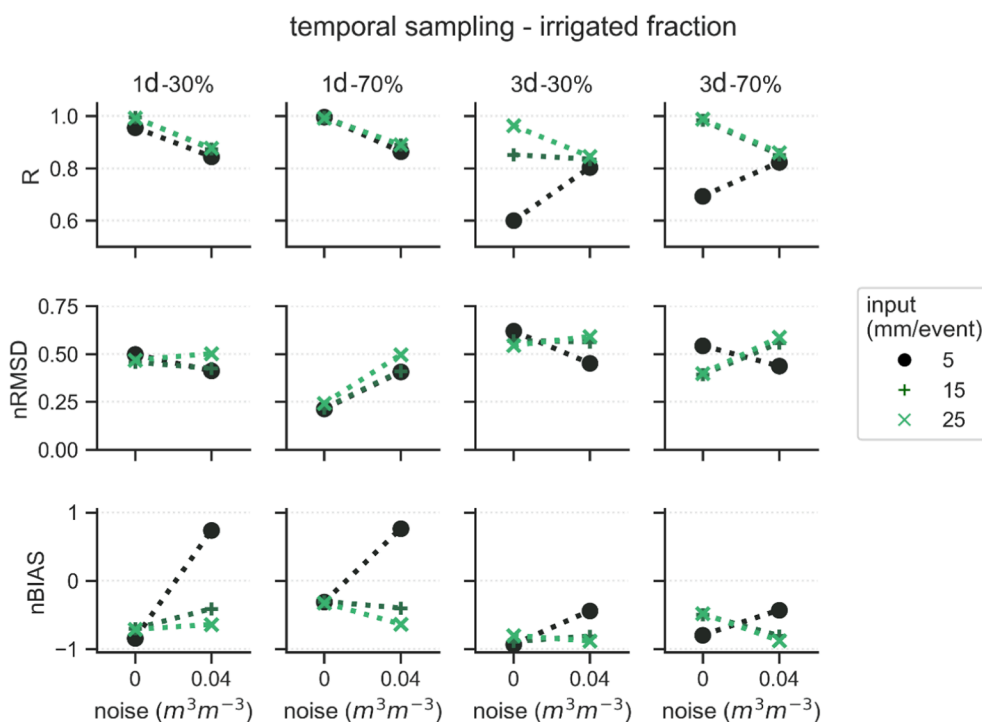 temporal sampling - irrigated fraction
1d-30% 1d-70% 3d-30% 3d-70%
1.0
0.8
0.6
R
0.75
0.50
0.25
0.00
nRMSD
input
(mm/event)
5
15
25
1
0
−1
nBIAS
0 0.04 0 0.04 0 0.04 0 0.04
noise (m³m⁻³) noise (m³m⁻³) noise (m³m⁻³) noise (m³m⁻³)